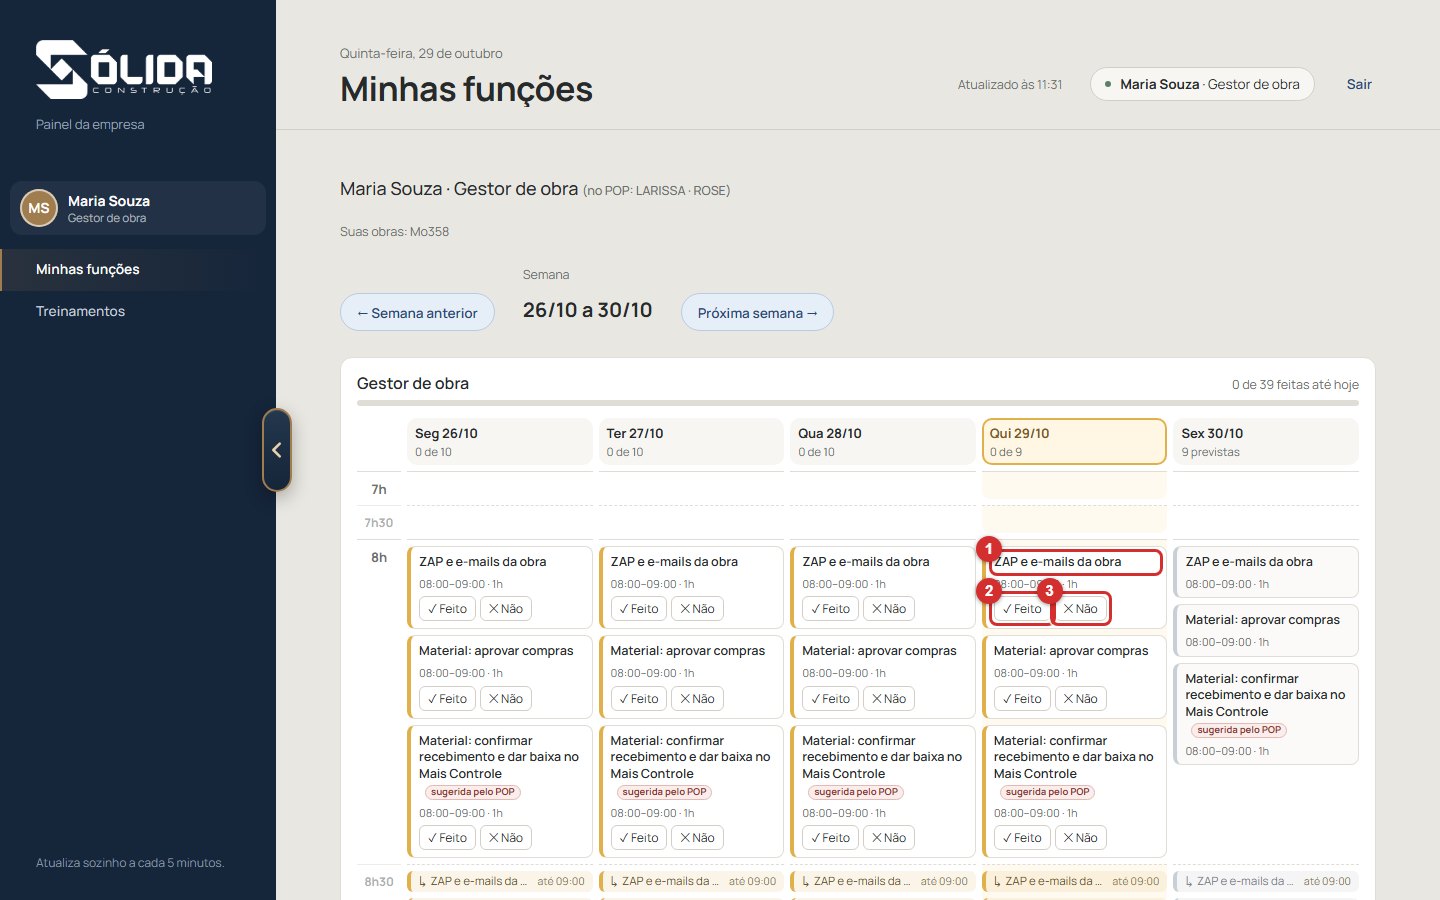 SÓLIDA
CONSTRUÇÃO
Painel da empresa
MS
Maria Souza
Gestor de obra
Minhas funções
Treinamentos
Atualiza sozinho a cada 5 minutos.
Quinta-feira, 29 de outubro
Minhas funções
Atualizado às 11:31
Maria Souza · Gestor de obra
Sair
Maria Souza · Gestor de obra (no POP: LARISSA · ROSE)
Suas obras: Mo358
Semana
← Semana anterior
26/10 a 30/10
Próxima semana →
Gestor de obra
0 de 39 feitas até hoje
Seg 26/10
0 de 10
Ter 27/10
0 de 10
Qua 28/10
0 de 10
Qui 29/10
0 de 9
Sex 30/10
9 previstas
7h
7h30
8h
ZAP e e-mails da obra
08:00–09:00 · 1h
✓ Feito
✕ Não
Material: aprovar compras
08:00–09:00 · 1h
✓ Feito
✕ Não
Material: confirmar
recebimento e dar baixa no
Mais Controle
sugerida pelo POP
08:00–09:00 · 1h
✓ Feito
✕ Não
ZAP e e-mails da obra
08:00–09:00 · 1h
✓ Feito
✕ Não
Material: aprovar compras
08:00–09:00 · 1h
✓ Feito
✕ Não
Material: confirmar
recebimento e dar baixa no
Mais Controle
sugerida pelo POP
08:00–09:00 · 1h
✓ Feito
✕ Não
ZAP e e-mails da obra
08:00–09:00 · 1h
✓ Feito
✕ Não
Material: aprovar compras
08:00–09:00 · 1h
✓ Feito
✕ Não
Material: confirmar
recebimento e dar baixa no
Mais Controle
sugerida pelo POP
08:00–09:00 · 1h
✓ Feito
✕ Não
1
ZAP e e-mails da obra
1h
2
✓ Feito
3
✕ Não
Material: aprovar compras
08:00–09:00 · 1h
✓ Feito
✕ Não
Material: confirmar
recebimento e dar baixa no
Mais Controle
sugerida pelo POP
08:00–09:00 · 1h
✓ Feito
✕ Não
ZAP e e-mails da obra
08:00–09:00 · 1h
Material: aprovar compras
08:00–09:00 · 1h
Material: confirmar
recebimento e dar baixa no
Mais Controle
sugerida pelo POP
08:00–09:00 · 1h
8h30
↳ ZAP e e-mails da ... até 09:00
↳ ZAP e e-mails da ... até 09:00
↳ ZAP e e-mails da ... até 09:00
↳ ZAP e e-mails da ... até 09:00
↳ ZAP e e-mails da ... até 09:00